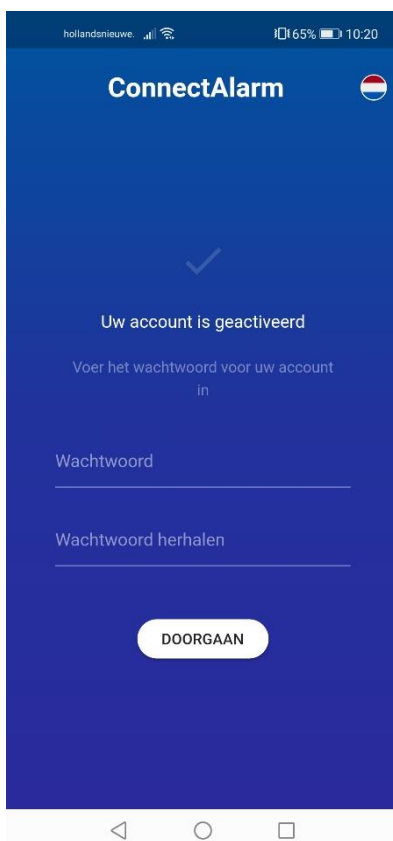 hollandsnieuwe. 65% 10:20
ConnectAlarm
Uw account is geactiveerd
Voer het wachtwoord voor uw account
in
Wachtwoord
Wachtwoord herhalen
DOORGAAN